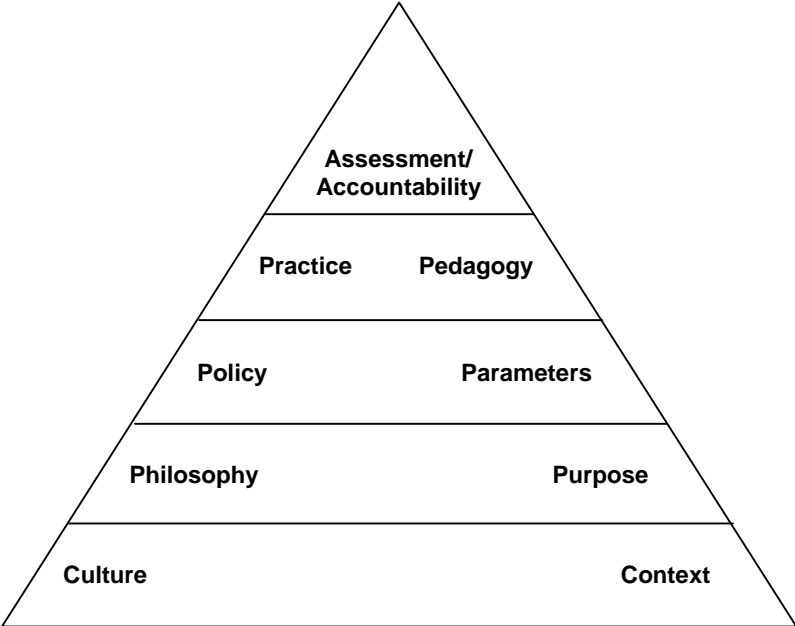 Assessment/
Accountability
Practice Pedagogy
Policy Parameters
Philosophy Purpose
Culture Context